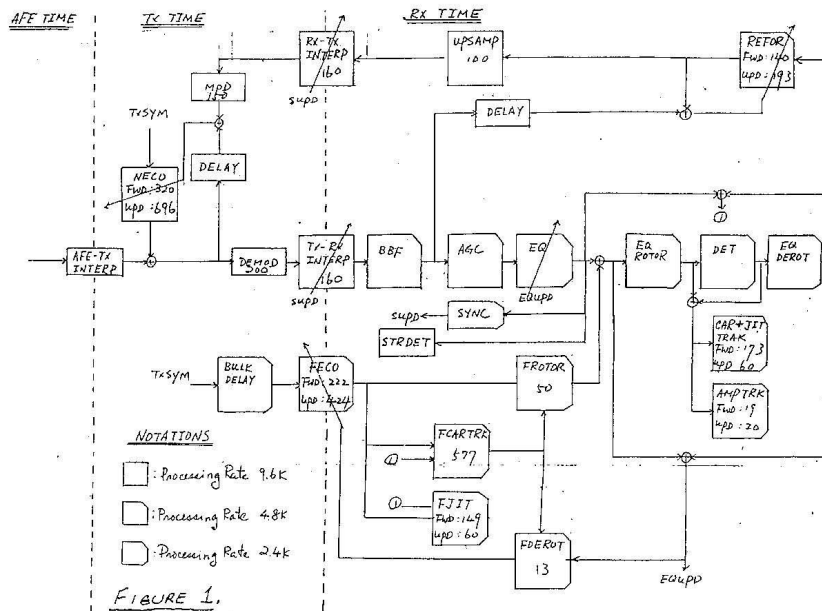 AFE TIME
TX TIME
RX TIME
RX-TX
INTERP
160
SUPD
UPSAMP
100
REFOR
FWD: 140
UPD: 193
MPD
150
TXSYM
DELAY
DELAY
NECO
FWD: 320
UPD: 696
AFE-TX
INTERP
DEMOD
500
TX-RX
INTERP
160
SUPD
BBF
AGC
EQ
EQUPD
①
EQ
ROTOR
DET
EQ
DEROT
SUPD
SYNC
STRDET
CAR+JIT
TRAK
FWD: 173
UPD 60
AMPTRK
FWD: 19
UPD: 20
TXSYM
BULK
DELAY
FECO
FWD: 222
UPD: 424
FROTOR
50
FCARTRK
577
①
FJIT
FWD: 149
UPD: 60
①
FDEROT
13
EQUPD
NOTATIONS
: Processing Rate 9.6K
: Processing Rate 4.8K
: Processing Rate 2.4K
FIGURE 1.